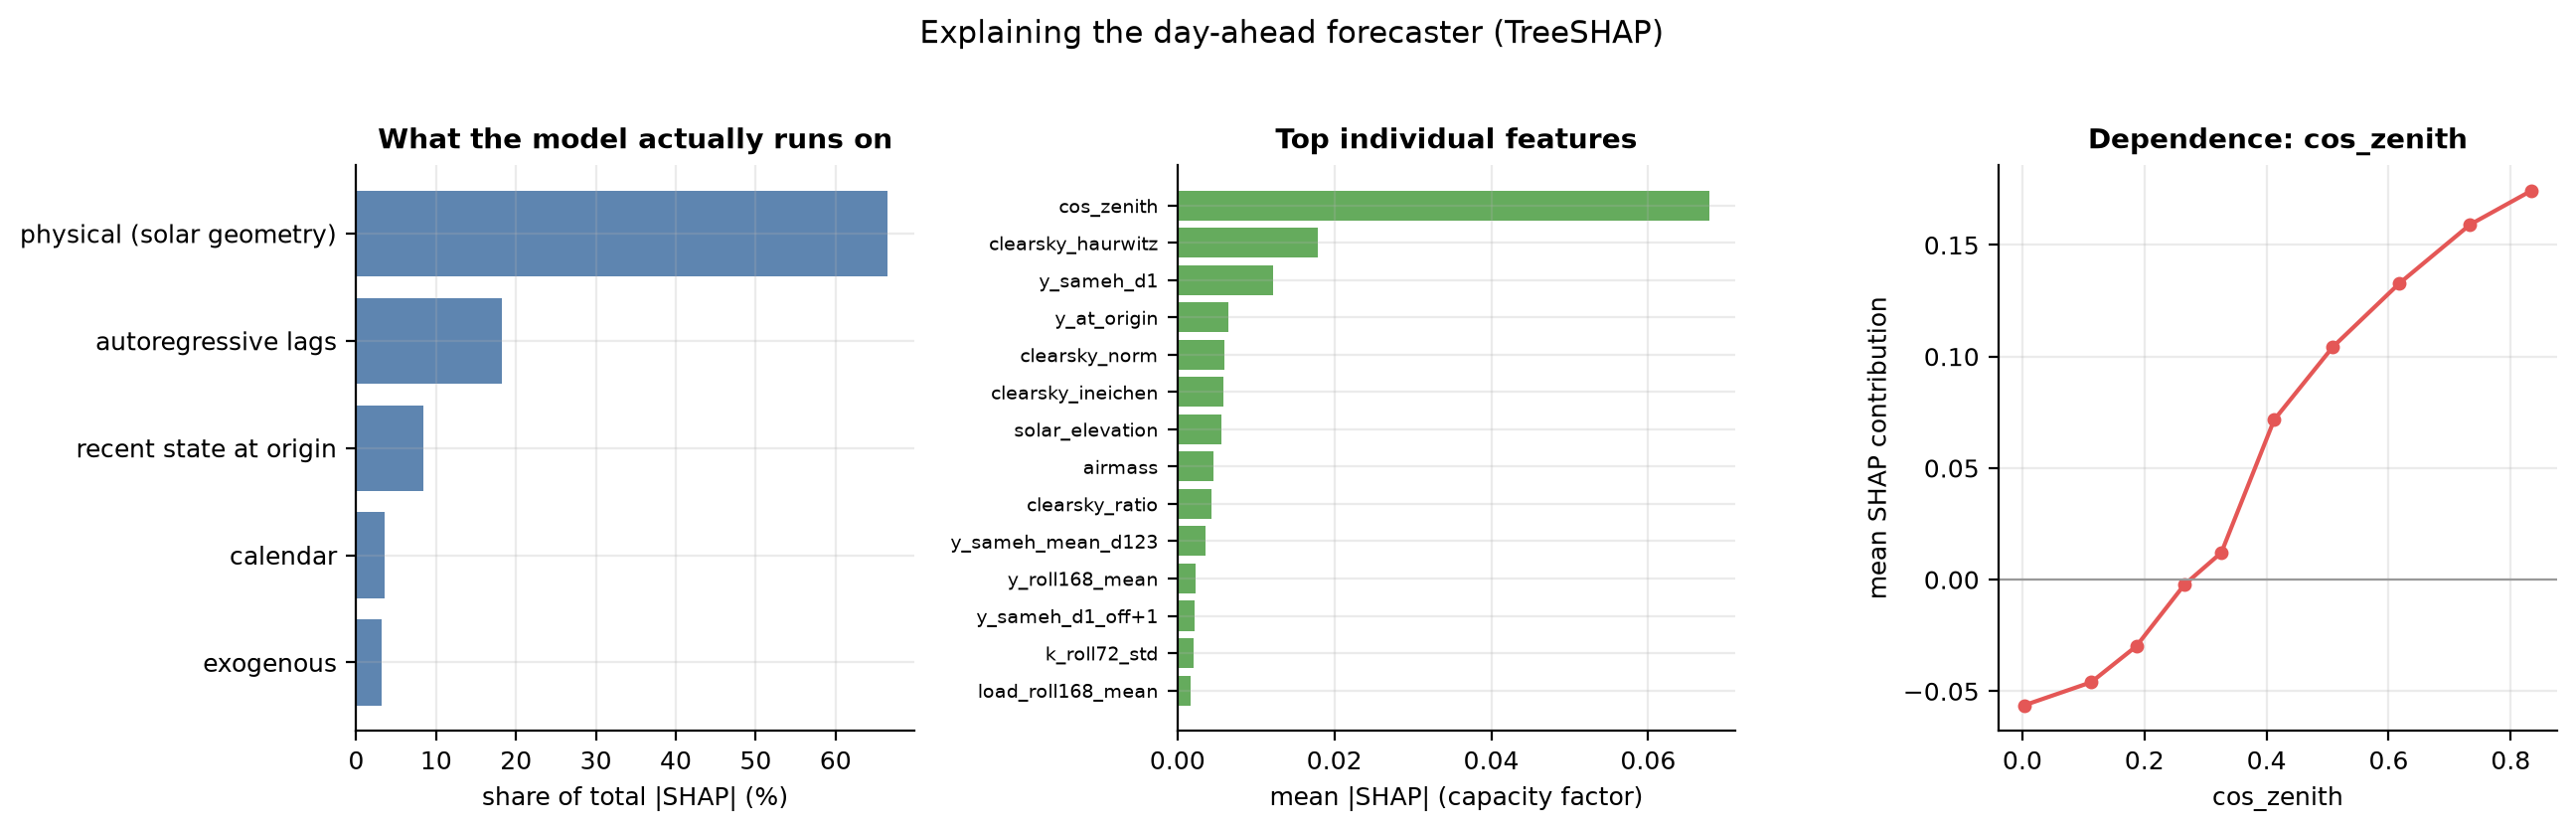 Explaining the day-ahead forecaster (TreeSHAP)
What the model actually runs on
physical (solar geometry)
autoregressive lags
recent state at origin
calendar
exogenous
0 10 20 30 40 50 60
share of total |SHAP| (%)
Top individual features
cos_zenith
clearsky_haurwitz
y_sameh_d1
y_at_origin
clearsky_norm
clearsky_ineichen
solar_elevation
airmass
clearsky_ratio
y_sameh_mean_d123
y_roll168_mean
y_sameh_d1_off+1
k_roll72_std
load_roll168_mean
0.00 0.02 0.04 0.06
mean |SHAP| (capacity factor)
Dependence: cos_zenith
mean SHAP contribution
0.15
0.10
0.05
0.00
−0.05
0.0 0.2 0.4 0.6 0.8
cos_zenith